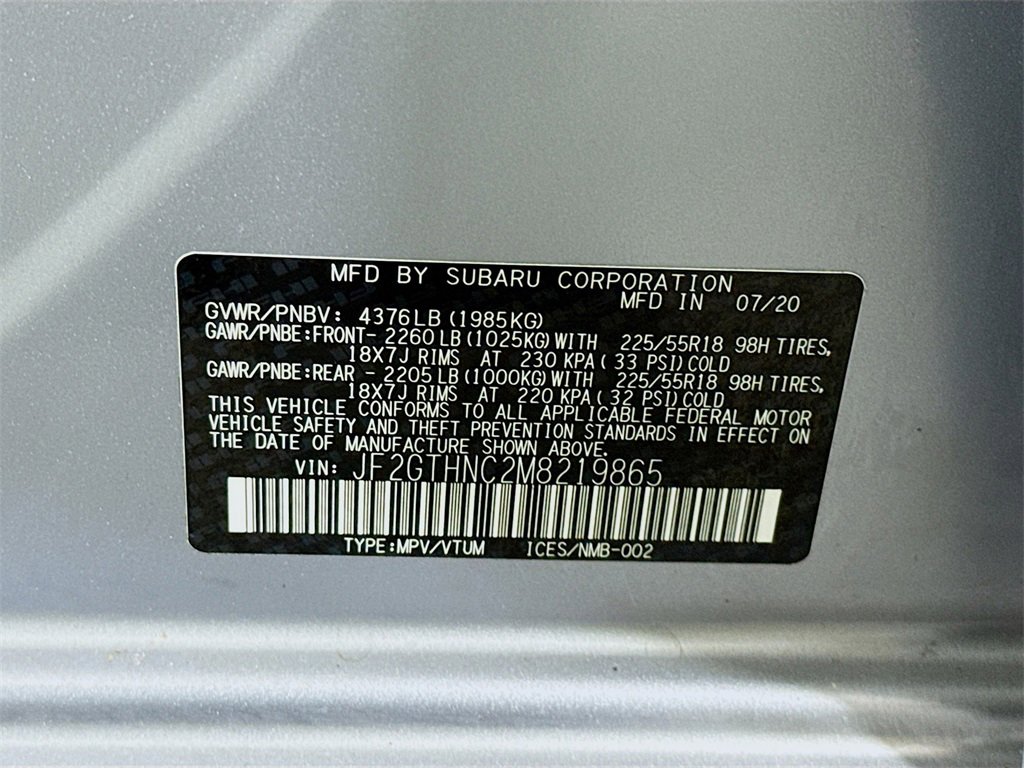 MFD BY SUBARU CORPORATION
MFD IN 07/20
GVWR/PNBV: 4376LB(1985KG)
GAWR/PNBE:FRONT- 2260LB(1025KG)WITH 225/55R18 98H TIRES,
18X7J RIMS AT 230 KPA( 33 PSI)COLD
GAWR/PNBE:REAR - 2205LB(1000KG)WITH 225/55R18 98H TIRES,
18X7J RIMS AT 220 KPA( 32 PSI)COLD
THIS VEHICLE CONFORMS TO ALL APPLICABLE FEDERAL MOTOR
VEHICLE SAFETY AND THEFT PREVENTION STANDARDS IN EFFECT ON
THE DATE OF MANUFACTURE SHOWN ABOVE.
VIN: JF2GTHNC2M8219865
TYPE:MPV/VTUM ICES/NMB-002